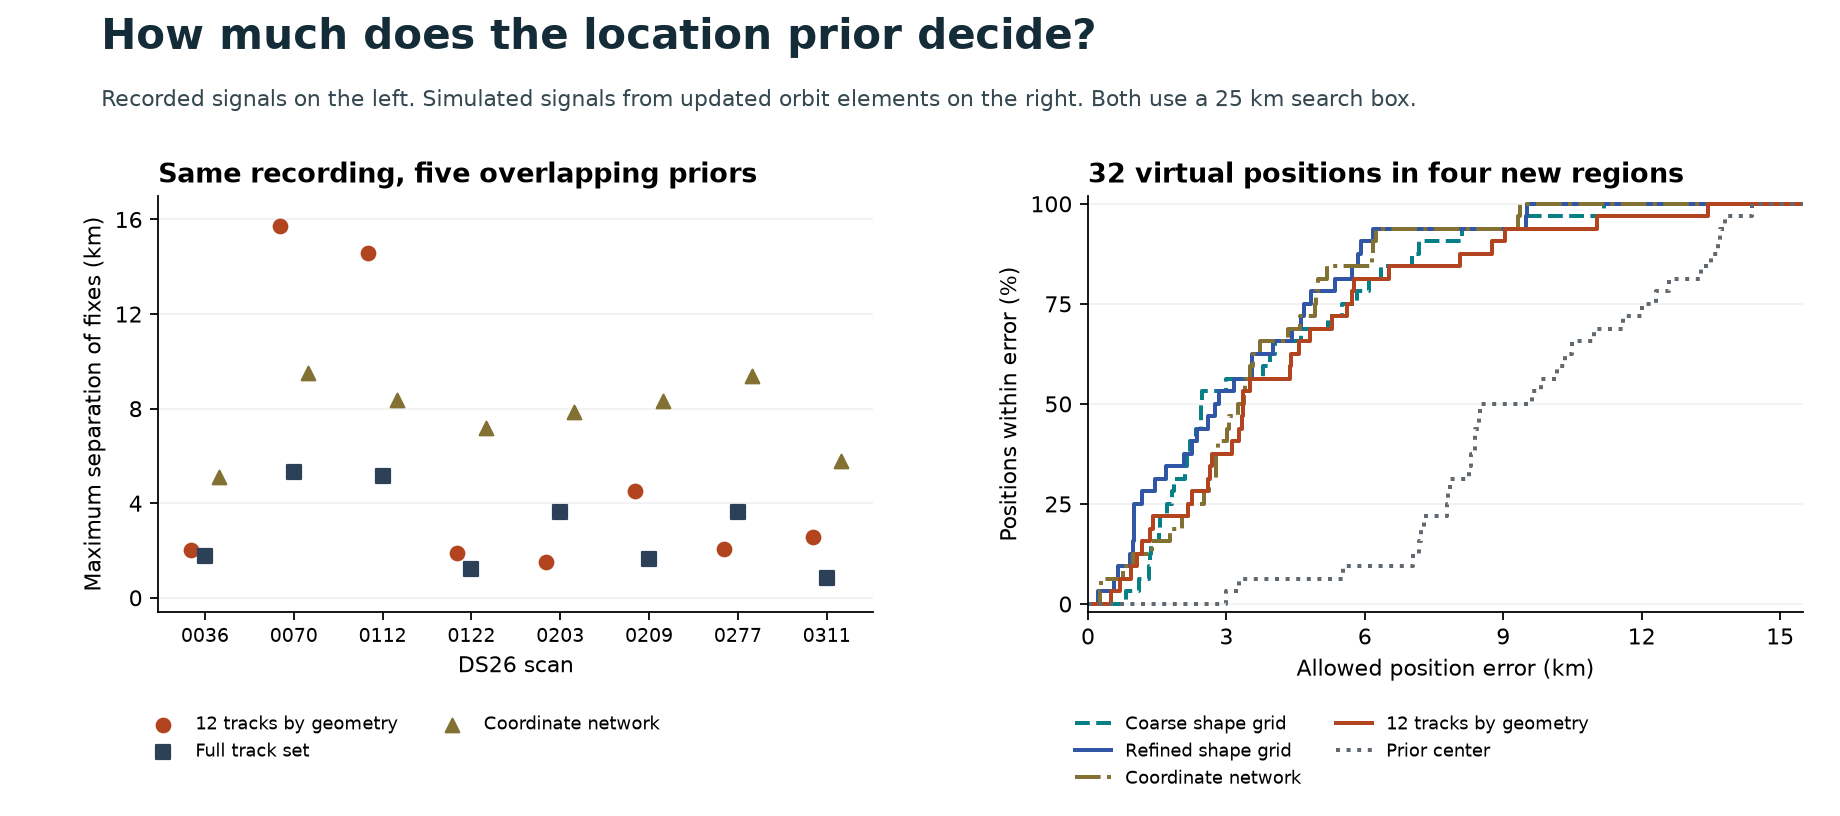 How much does the location prior decide?
Recorded signals on the left. Simulated signals from updated orbit elements on the right. Both use a 25 km search box.
Same recording, five overlapping priors
Maximum separation of fixes (km)
16
12
8
4
0
0036 0070 0112 0122 0203 0209 0277 0311
DS26 scan
12 tracks by geometry
Full track set
Coordinate network
32 virtual positions in four new regions
Positions within error (%)
100
75
50
25
0
0 3 6 9 12 15
Allowed position error (km)
Coarse shape grid
Refined shape grid
Coordinate network
12 tracks by geometry
Prior center